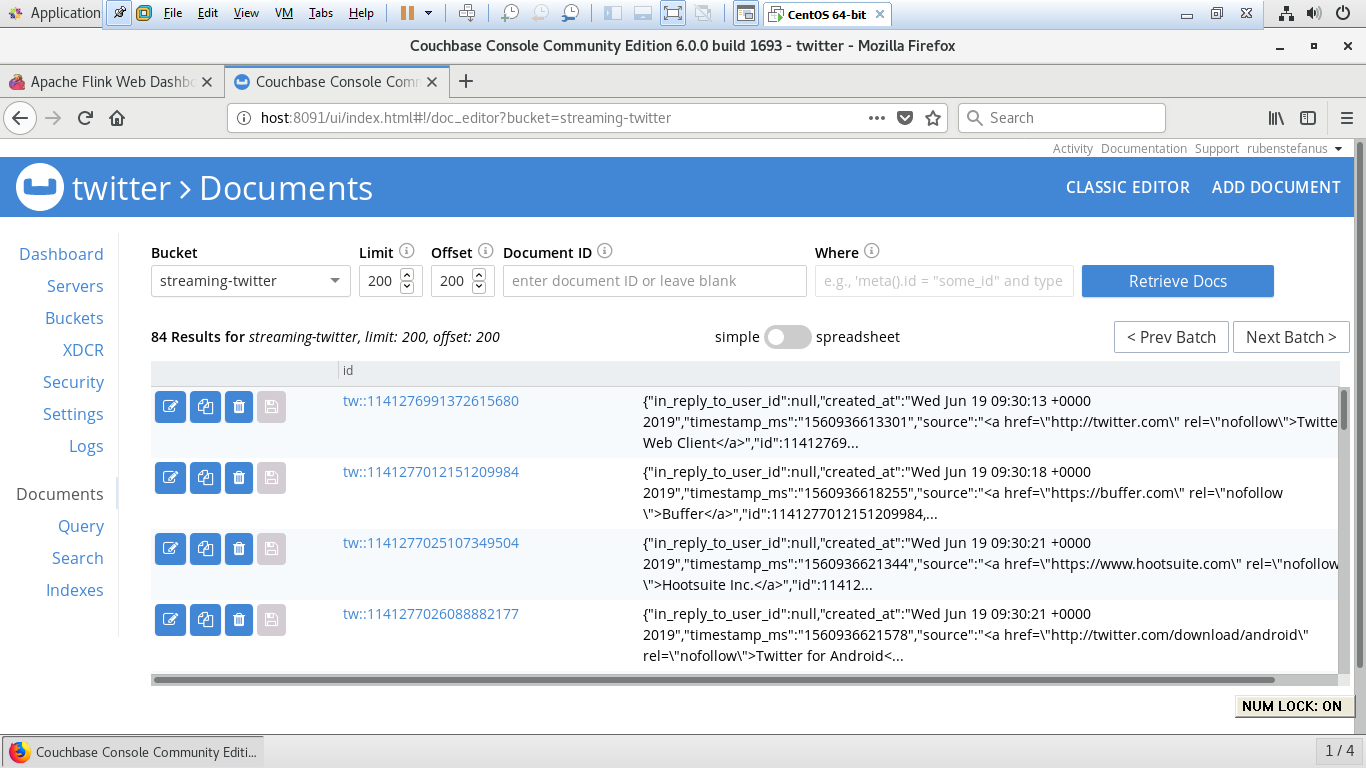 Application File Edit View VM Tabs Help CentOS 64-bit
Couchbase Console Community Edition 6.0.0 build 1693 - twitter - Mozilla Firefox
Apache Flink Web Dashbo Couchbase Console Comm
host:8091/ui/index.html#!/doc_editor?bucket=streaming-twitter Search
Activity Documentation Support rubenstefanus
twitter > Documents CLASSIC EDITOR ADD DOCUMENT
Dashboard
Servers
Buckets
XDCR
Security
Settings
Logs
Documents
Query
Search
Indexes
Bucket Limit Offset Document ID Where
streaming-twitter 200 200 enter document ID or leave blank e.g., 'meta().id = "some_id" and type Retrieve Docs
84 Results for streaming-twitter, limit: 200, offset: 200 simple spreadsheet < Prev Batch Next Batch >
id
tw::1141276991372615680 {"in_reply_to_user_id":null,"created_at":"Wed Jun 19 09:30:13 +0000
2019","timestamp_ms":"1560936613301","source":"<a href=\"http://twitter.com\" rel=\"nofollow\">Twitte
Web Client</a>","id":11412769...
tw::1141277012151209984 {"in_reply_to_user_id":null,"created_at":"Wed Jun 19 09:30:18 +0000
2019","timestamp_ms":"1560936618255","source":"<a href=\"https://buffer.com\" rel=\"nofollow
\">Buffer</a>","id":1141277012151209984,...
tw::1141277025107349504 {"in_reply_to_user_id":null,"created_at":"Wed Jun 19 09:30:21 +0000
2019","timestamp_ms":"1560936621344","source":"<a href=\"https://www.hootsuite.com\" rel=\"nofollow
\">Hootsuite Inc.</a>","id":11412...
tw::1141277026088882177 {"in_reply_to_user_id":null,"created_at":"Wed Jun 19 09:30:21 +0000
2019","timestamp_ms":"1560936621578","source":"<a href=\"http://twitter.com/download/android\"
rel=\"nofollow\">Twitter for Android<...
NUM LOCK: ON
Couchbase Console Community Editi... 1 / 4